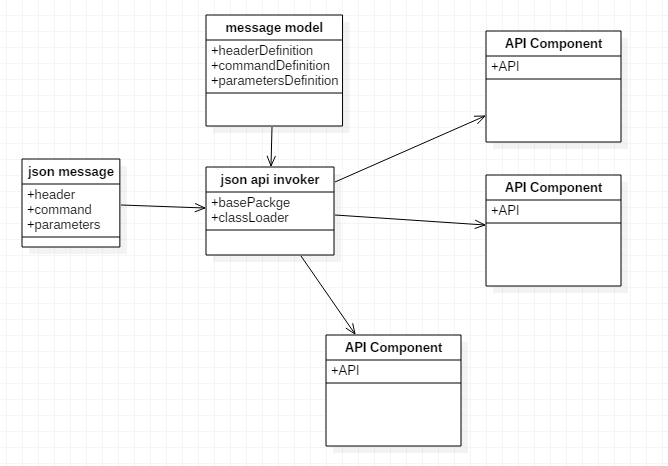 message model
+headerDefinition
+commandDefinition
+parametersDefinition
API Component
+API
json message
+header
+command
+parameters
json api invoker
+basePackge
+classLoader
API Component
+API
API Component
+API